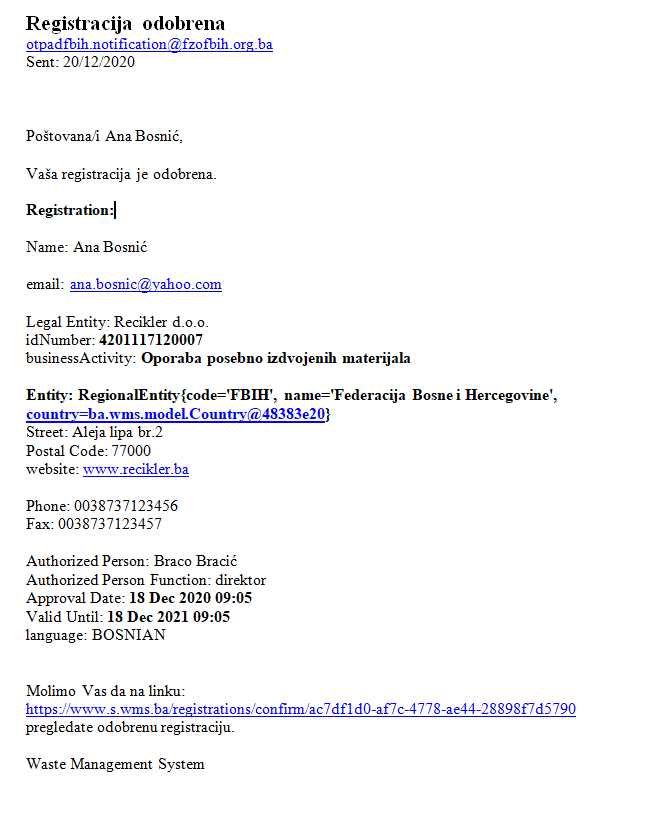 Registracija odobrena
otpadfbih.notification@fzofbih.org.ba
Sent: 20/12/2020
Poštovana/i Ana Bosnić,
Vaša registracija je odobrena.
Registration:
Name: Ana Bosnić
email: ana.bosnic@yahoo.com
Legal Entity: Recikler d.o.o.
idNumber: 4201117120007
businessActivity: Oporaba posebno izdvojenih materijala
Entity: RegionalEntity{code='FBIH', name='Federacija Bosne i Hercegovine',
country=ba.wms.model.Country@48383e20}
Street: Aleja lipa br.2
Postal Code: 77000
website: www.recikler.ba
Phone: 0038737123456
Fax: 0038737123457
Authorized Person: Braco Bracić
Authorized Person Function: direktor
Approval Date: 18 Dec 2020 09:05
Valid Until: 18 Dec 2021 09:05
language: BOSNIAN
Molimo Vas da na linku:
https://www.s.wms.ba/registrations/confirm/ac7df1d0-af7c-4778-ae44-28898f7d5790
pregledate odobrenu registraciju.
Waste Management System